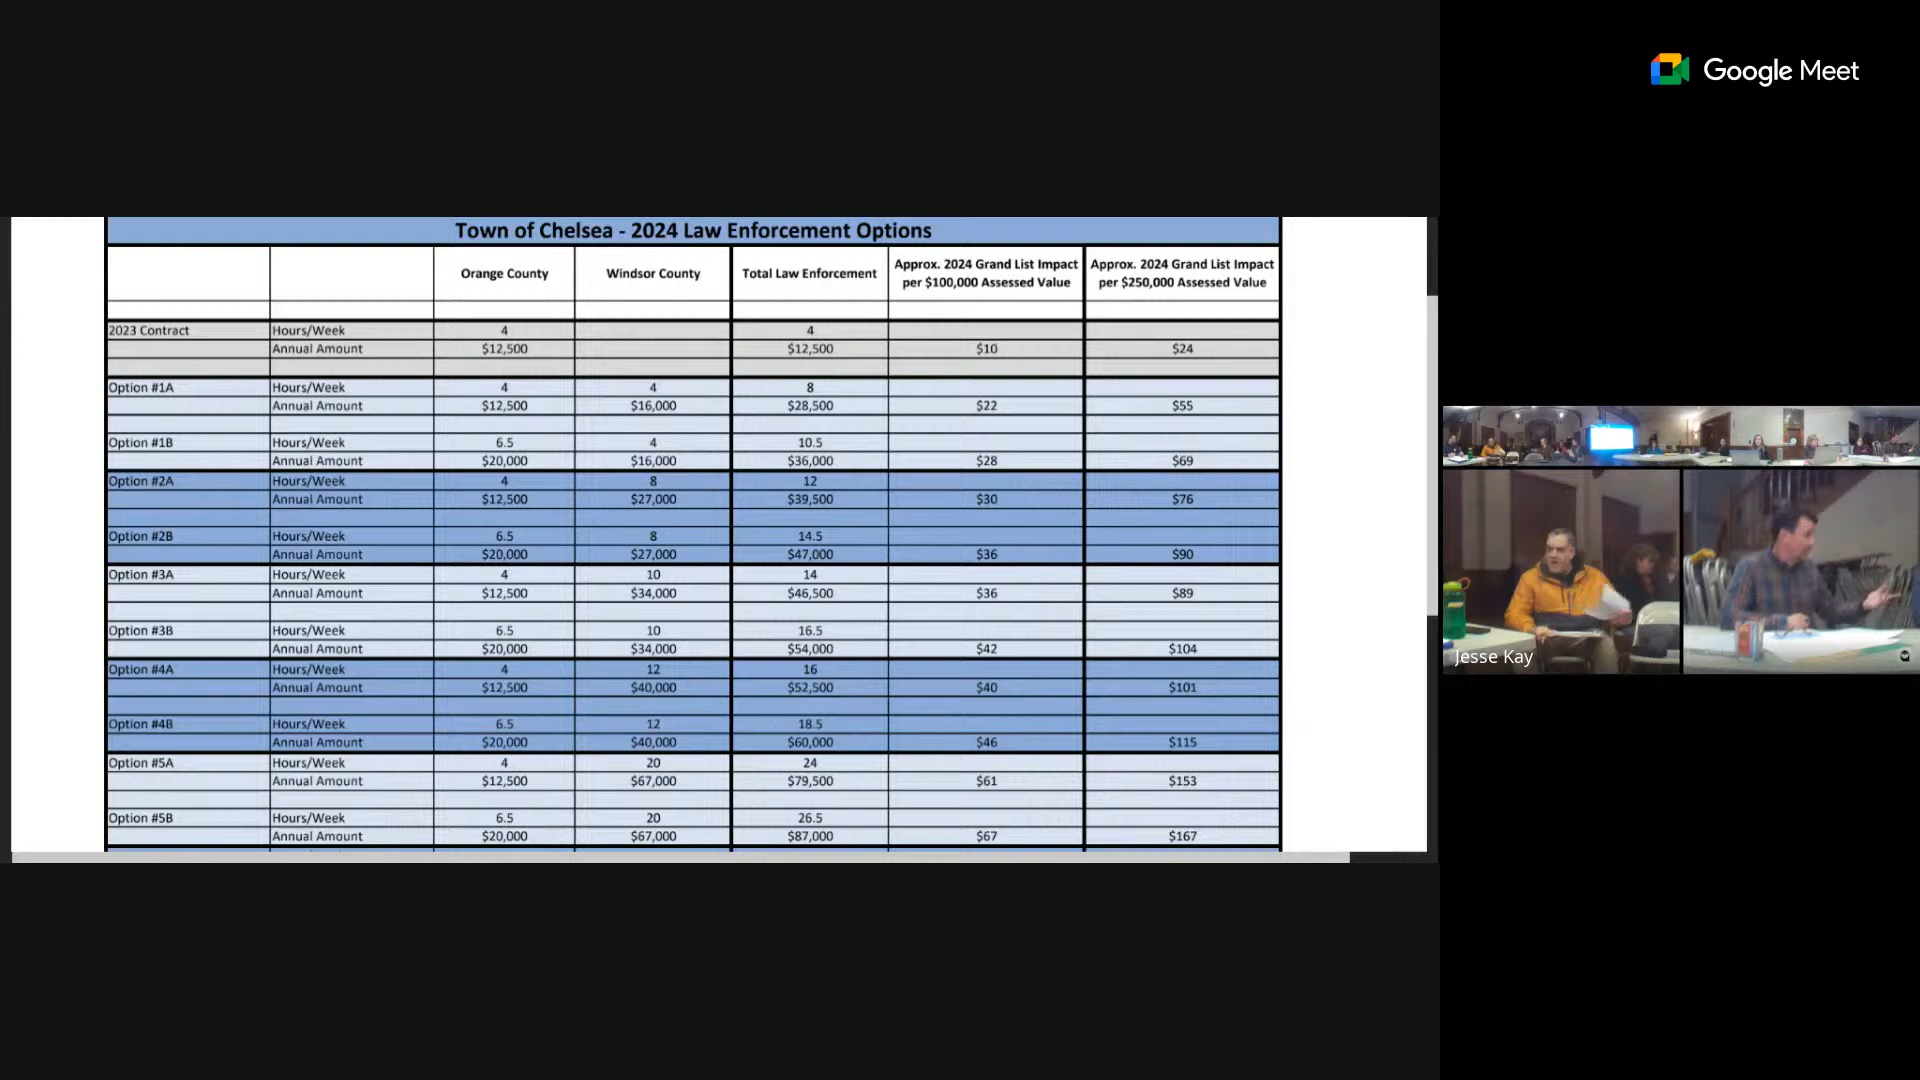 Google Meet
Town of Chelsea - 2024 Law Enforcement Options
Orange County Windsor County Total Law Enforcement Approx. 2024 Grand List Impact per $100,000 Assessed Value Approx. 2024 Grand List Impact per $250,000 Assessed Value
2023 Contract Hours/Week 4 4
Annual Amount $12,500 $12,500 $10 $24
Option #1A Hours/Week 4 4 8
Annual Amount $12,500 $16,000 $28,500 $22 $55
Option #1B Hours/Week 6.5 4 10.5
Annual Amount $20,000 $16,000 $36,000 $28 $69
Option #2A Hours/Week 4 8 12
Annual Amount $12,500 $27,000 $39,500 $30 $76
Option #2B Hours/Week 6.5 8 14.5
Annual Amount $20,000 $27,000 $47,000 $36 $90
Option #3A Hours/Week 4 10 14
Annual Amount $12,500 $34,000 $46,500 $36 $89
Option #3B Hours/Week 6.5 10 16.5
Annual Amount $20,000 $34,000 $54,000 $42 $104
Option #4A Hours/Week 4 12 16
Annual Amount $12,500 $40,000 $52,500 $40 $101
Option #4B Hours/Week 6.5 12 18.5
Annual Amount $20,000 $40,000 $60,000 $46 $115
Option #5A Hours/Week 4 20 24
Annual Amount $12,500 $67,000 $79,500 $61 $153
Option #5B Hours/Week 6.5 20 26.5
Annual Amount $20,000 $67,000 $87,000 $67 $167
Jesse Kay